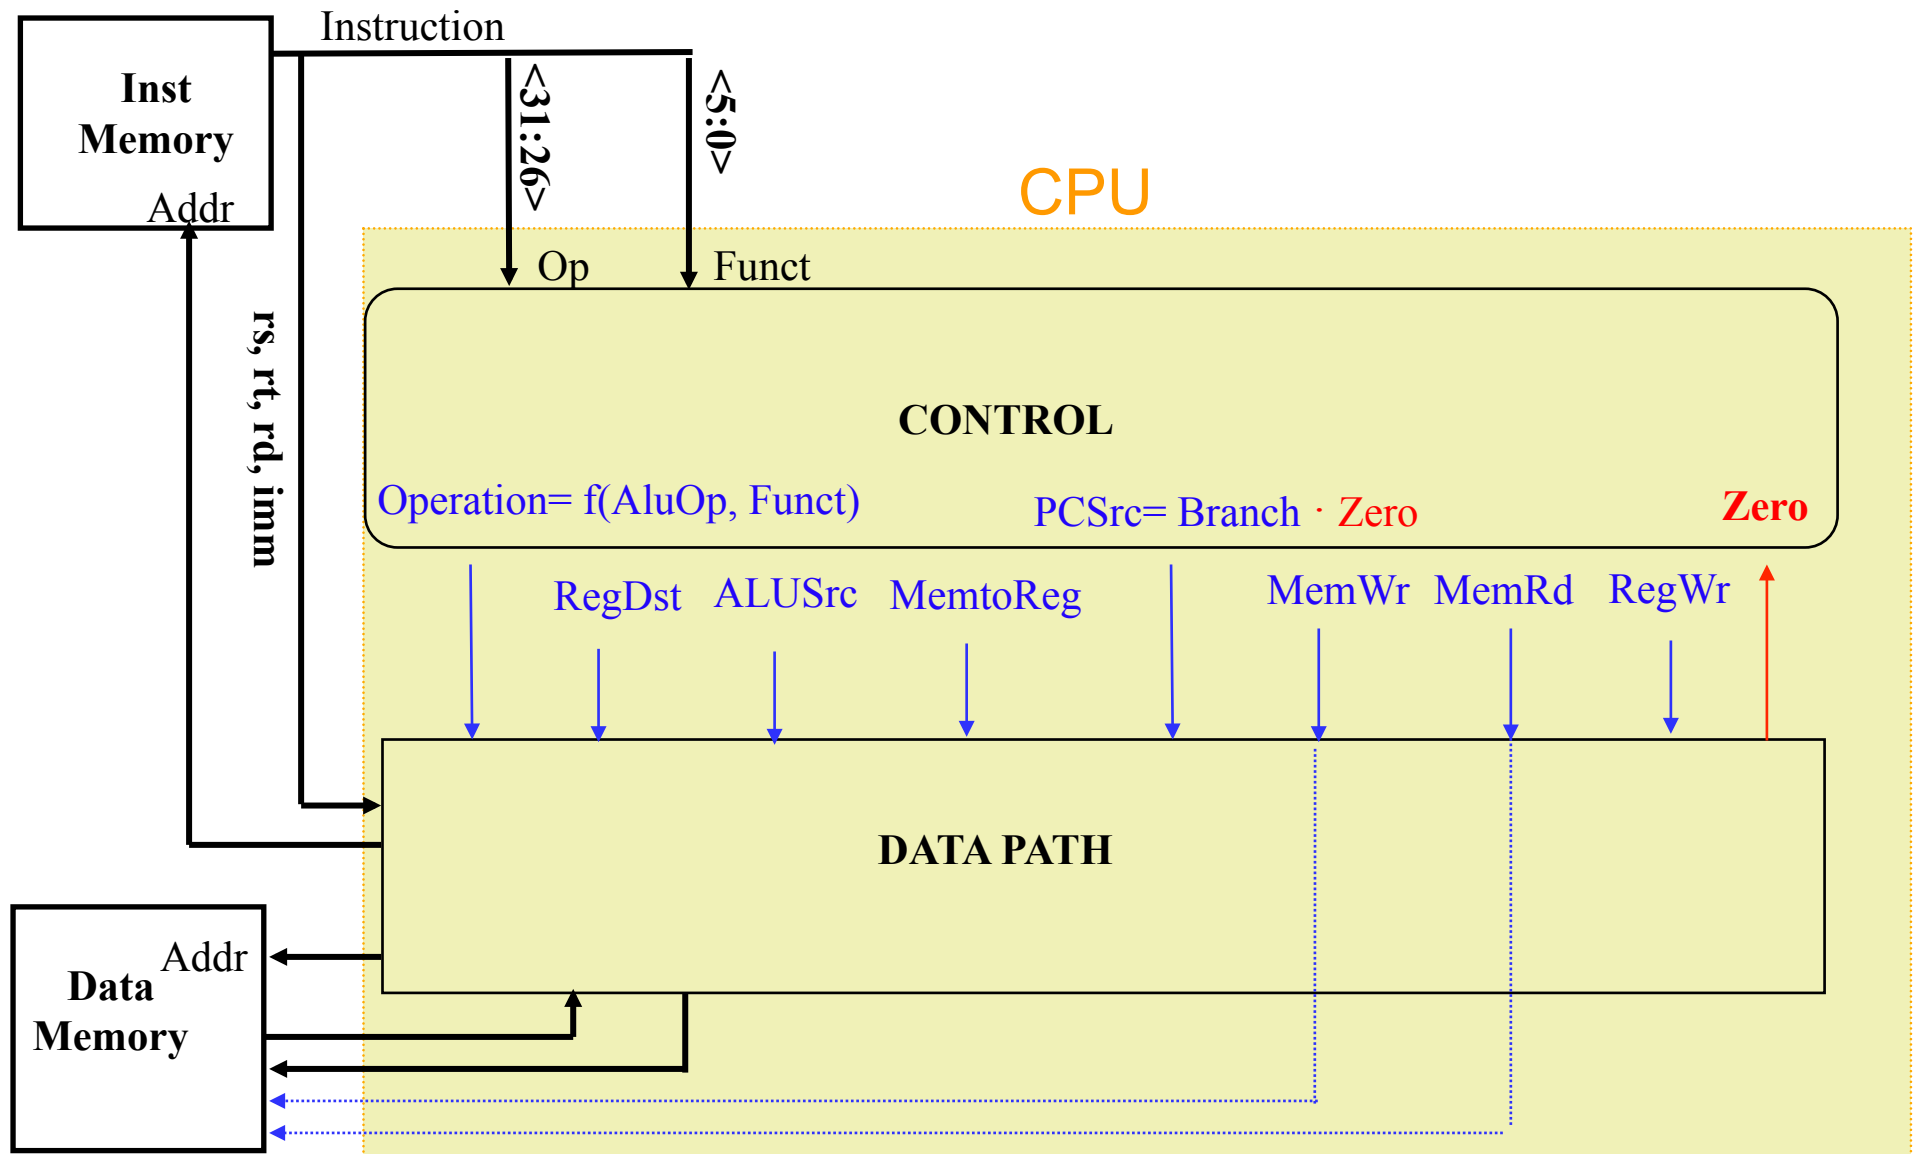 Instruction
Inst
Memory
Addr
<31:26>
<5:0>
CPU
Op
Funct
rs, rt, rd, imm
CONTROL
Operation= f(AluOp, Funct)
PCSrc= Branch · Zero
Zero
RegDst
ALUSrc
MemtoReg
MemWr
MemRd
RegWr
DATA PATH
Addr
Data
Memory